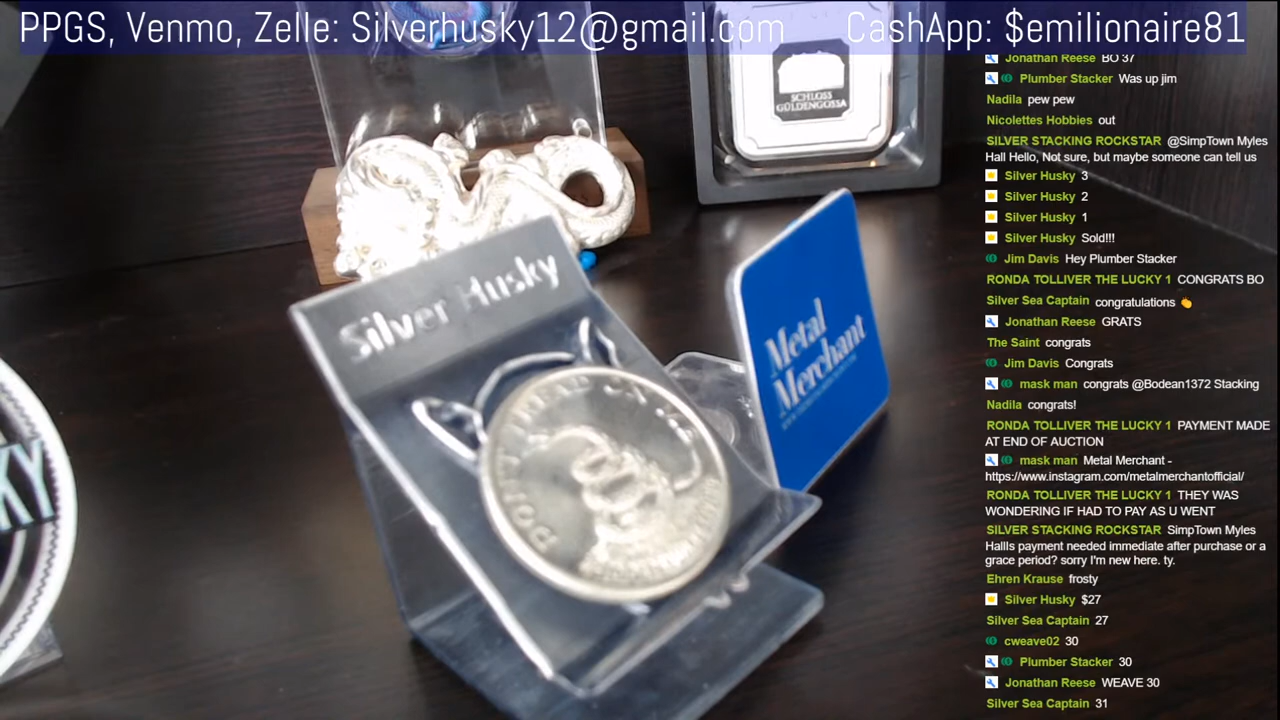 PPGS, Venmo, Zelle: Silverhusky12@gmail.com CashApp: $emilionaire81
SCHLOSS
GÜLDENGOSSA
Silver Husky
Metal
Merchant
DONT TREAD ON ME
KY
Jonathan Reese BO 37
Plumber Stacker Was up jim
Nadila pew pew
Nicolettes Hobbies out
SILVER STACKING ROCKSTAR @SimpTown Myles
Hall Hello, Not sure, but maybe someone can tell us
Silver Husky 3
Silver Husky 2
Silver Husky 1
Silver Husky Sold!!!
Jim Davis Hey Plumber Stacker
RONDA TOLLIVER THE LUCKY 1 CONGRATS BO
Silver Sea Captain congratulations 👏
Jonathan Reese GRATS
The Saint congrats
Jim Davis Congrats
mask man congrats @Bodean1372 Stacking
Nadila congrats!
RONDA TOLLIVER THE LUCKY 1 PAYMENT MADE
AT END OF AUCTION
mask man Metal Merchant -
https://www.instagram.com/metalmerchantofficial/
RONDA TOLLIVER THE LUCKY 1 THEY WAS
WONDERING IF HAD TO PAY AS U WENT
SILVER STACKING ROCKSTAR SimpTown Myles
HallIs payment needed immediate after purchase or a
grace period? sorry I'm new here. ty.
Ehren Krause frosty
Silver Husky $27
Silver Sea Captain 27
cweave02 30
Plumber Stacker 30
Jonathan Reese WEAVE 30
Silver Sea Captain 31